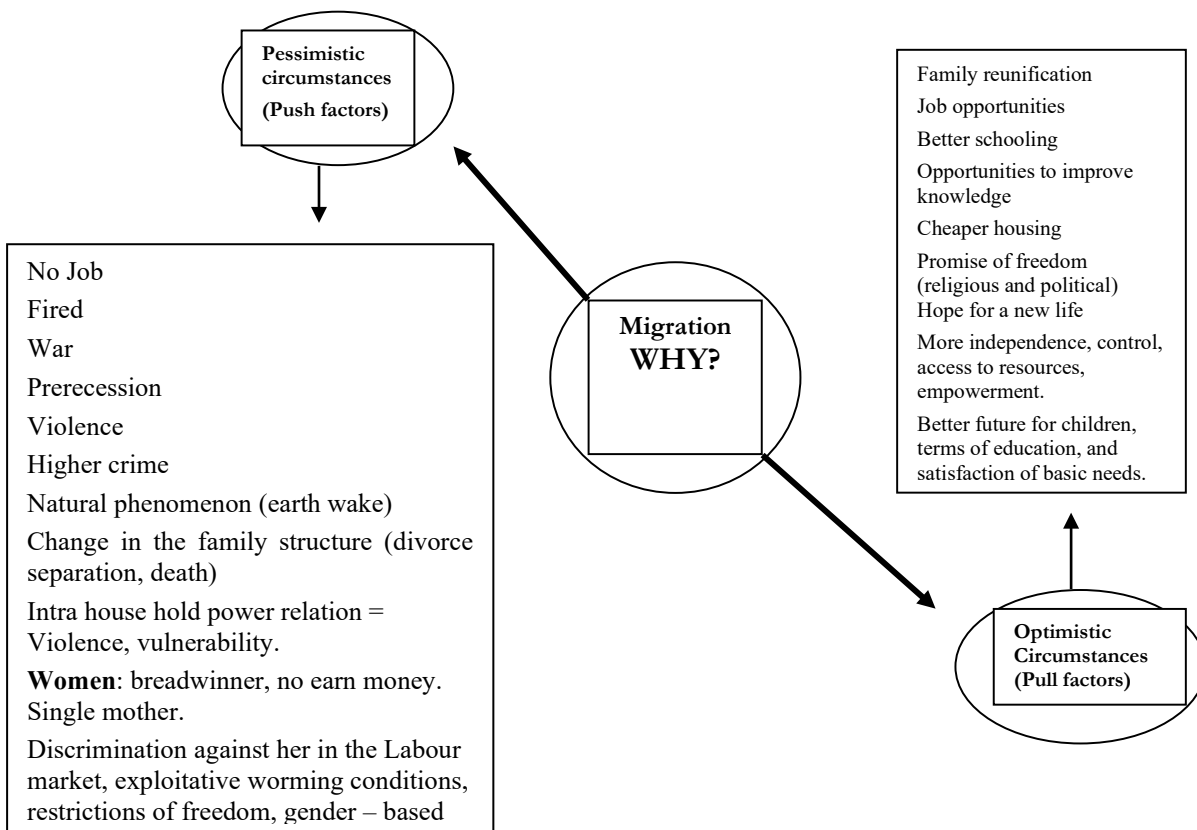 Pessimistic
circumstances
(Push factors)
Family reunification
Job opportunities
Better schooling
Opportunities to improve
knowledge
Cheaper housing
Promise of freedom
(religious and political)
Hope for a new life
More independence, control,
access to resources,
empowerment.
Better future for children,
terms of education, and
satisfaction of basic needs.
No Job
Fired
War
Prerecession
Violence
Higher crime
Natural phenomenon (earth wake)
Change in the family structure (divorce
separation, death)
Intra house hold power relation =
Violence, vulnerability.
Women: breadwinner, no earn money.
Single mother.
Discrimination against her in the Labour
market, exploitative worming conditions,
restrictions of freedom, gender – based
Migration
WHY?
Optimistic
Circumstances
(Pull factors)